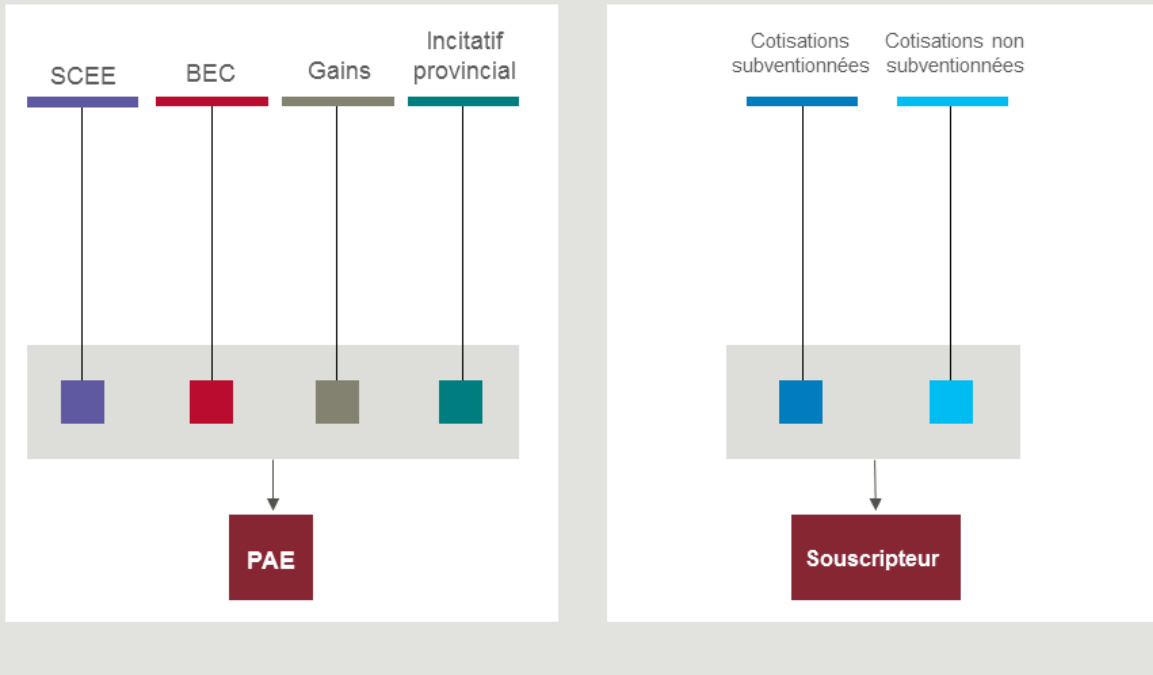 SCEE
BEC
Gains
Incitatif
provincial
PAE
Cotisations
subventionnées
Cotisations non
subventionnées
Souscripteur